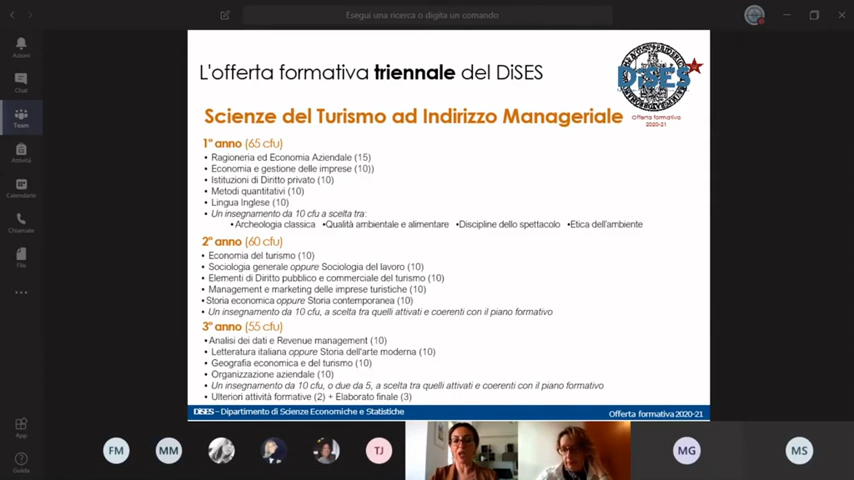 Esegui una ricerca o digita un comando
Azioni
Chat
Team
Attività
Calendario
Chiamate
File
App
Guida
L'offerta formativa triennale del DiSES
DiSES
Offerta formativa
2020-21
Scienze del Turismo ad Indirizzo Manageriale
1° anno (65 cfu)
• Ragioneria ed Economia Aziendale (15)
• Economia e gestione delle imprese (10))
• Istituzioni di Diritto privato (10)
• Metodi quantitativi (10)
• Lingua Inglese (10)
• Un insegnamento da 10 cfu a scelta tra:
•Archeologia classica •Qualità ambientale e alimentare •Discipline dello spettacolo •Etica dell'ambiente
2° anno (60 cfu)
• Economia del turismo (10)
• Sociologia generale oppure Sociologia del lavoro (10)
• Elementi di Diritto pubblico e commerciale del turismo (10)
• Management e marketing delle imprese turistiche (10)
•Storia economica oppure Storia contemporanea (10)
• Un insegnamento da 10 cfu, a scelta tra quelli attivati e coerenti con il piano formativo
3° anno (55 cfu)
•Analisi dei dati e Revenue management (10)
• Letteratura italiana oppure Storia dell'arte moderna (10)
• Geografia economica e del turismo (10)
• Organizzazione aziendale (10)
• Un insegnamento da 10 cfu, o due da 5, a scelta tra quelli attivati e coerenti con il piano formativo
• Ulteriori attività formative (2) + Elaborato finale (3)
DiSES – Dipartimento di Scienze Economiche e Statistiche
Offerta formativa 2020-21
FM
MM
TJ
MG
MS